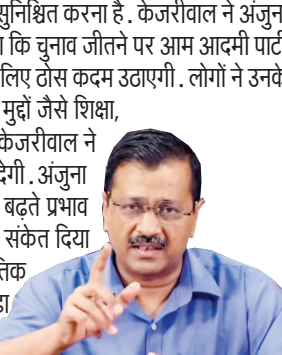 सुनिश्चित करना है. केजरीवाल ने अंजुन
कि चुनाव जीतने पर आम आदमी पार्टी
लिए ठोस कदम उठाएगी. लोगों ने उनके
मुद्दों जैसे शिक्षा,
केजरीवाल ने
देगी. अंजुना
बढ़ते प्रभाव
संकेत दिया